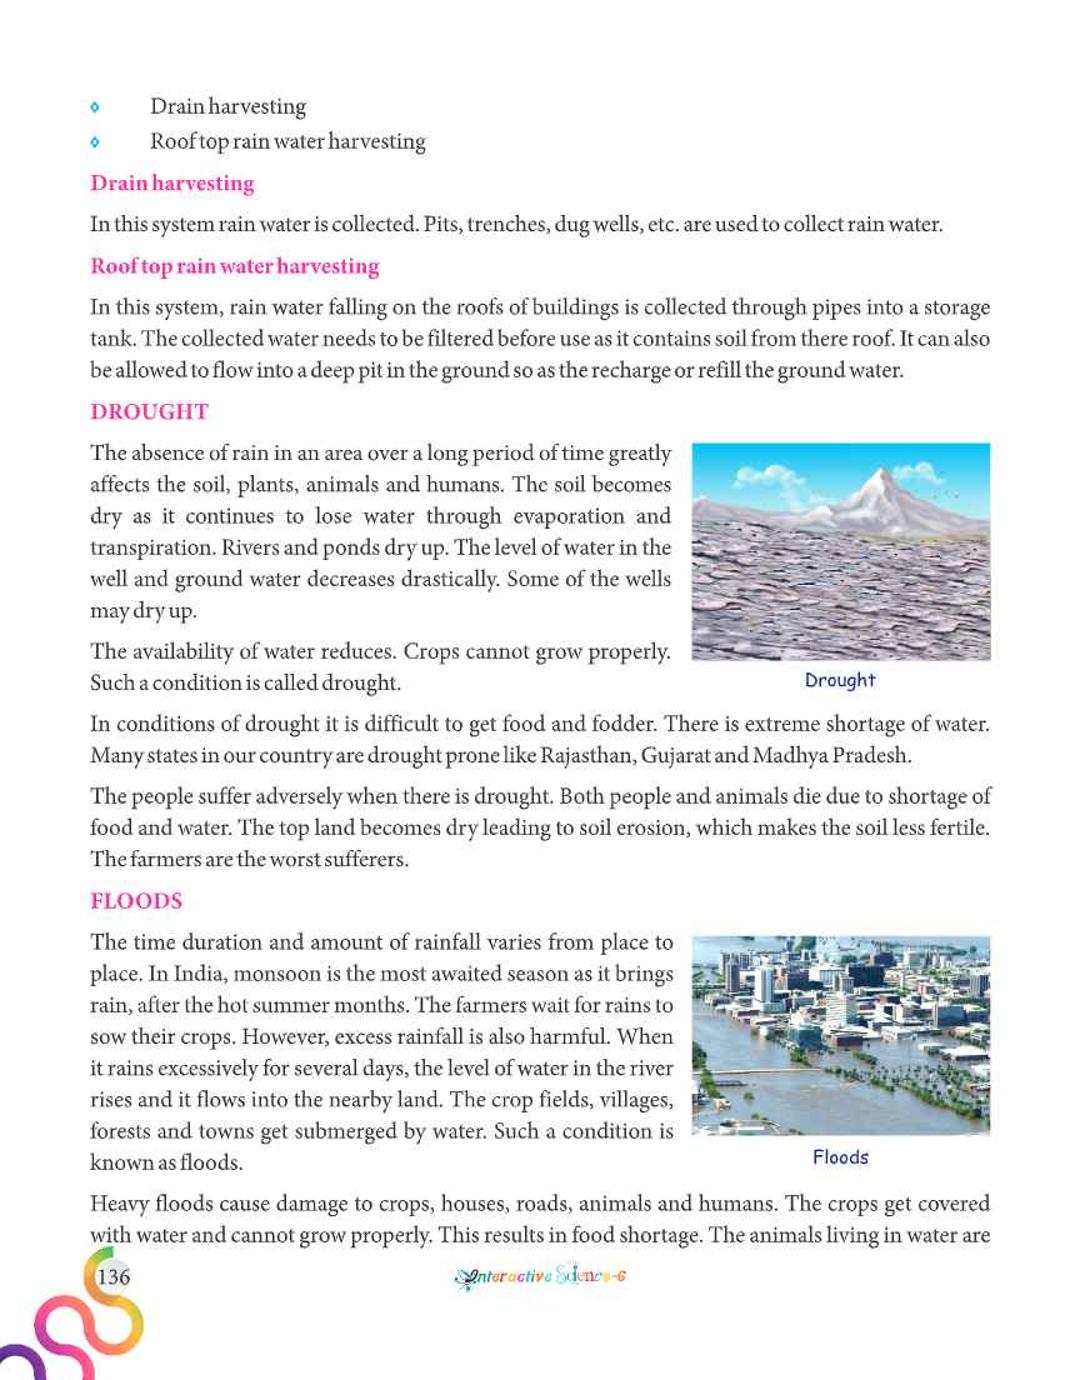 Drain harvesting
Roof top rain water harvesting
Drain harvesting
In this system rain water is collected. Pits, trenches, dug wells, etc. are used to collect rain water.
Roof top rain water harvesting
In this system, rain water falling on the roofs of buildings is collected through pipes into a storage
tank. The collected water needs to be filtered before use as it contains soil from there roof. It can also
be allowed to flow into a deep pit in the ground so as the recharge or refill the ground water.
DROUGHT
The absence of rain in an area over a long period of time greatly
affects the soil, plants, animals and humans. The soil becomes
dry as it continues to lose water through evaporation and
transpiration. Rivers and ponds dry up. The level of water in the
well and ground water decreases drastically. Some of the wells
may dry up.
The availability of water reduces. Crops cannot grow properly.
Such a condition is called drought.
Drought
In conditions of drought it is difficult to get food and fodder. There is extreme shortage of water.
Many states in our country are drought prone like Rajasthan, Gujarat and Madhya Pradesh.
The people suffer adversely when there is drought. Both people and animals die due to shortage of
food and water. The top land becomes dry leading to soil erosion, which makes the soil less fertile.
The farmers are the worst sufferers.
FLOODS
The time duration and amount of rainfall varies from place to
place. In India, monsoon is the most awaited season as it brings
rain, after the hot summer months. The farmers wait for rains to
sow their crops. However, excess rainfall is also harmful. When
it rains excessively for several days, the level of water in the river
rises and it flows into the nearby land. The crop fields, villages,
forests and towns get submerged by water. Such a condition is
known as floods.
Floods
Heavy floods cause damage to crops, houses, roads, animals and humans. The crops get covered
with water and cannot grow properly. This results in food shortage. The animals living in water are
136
Interactive Science-6